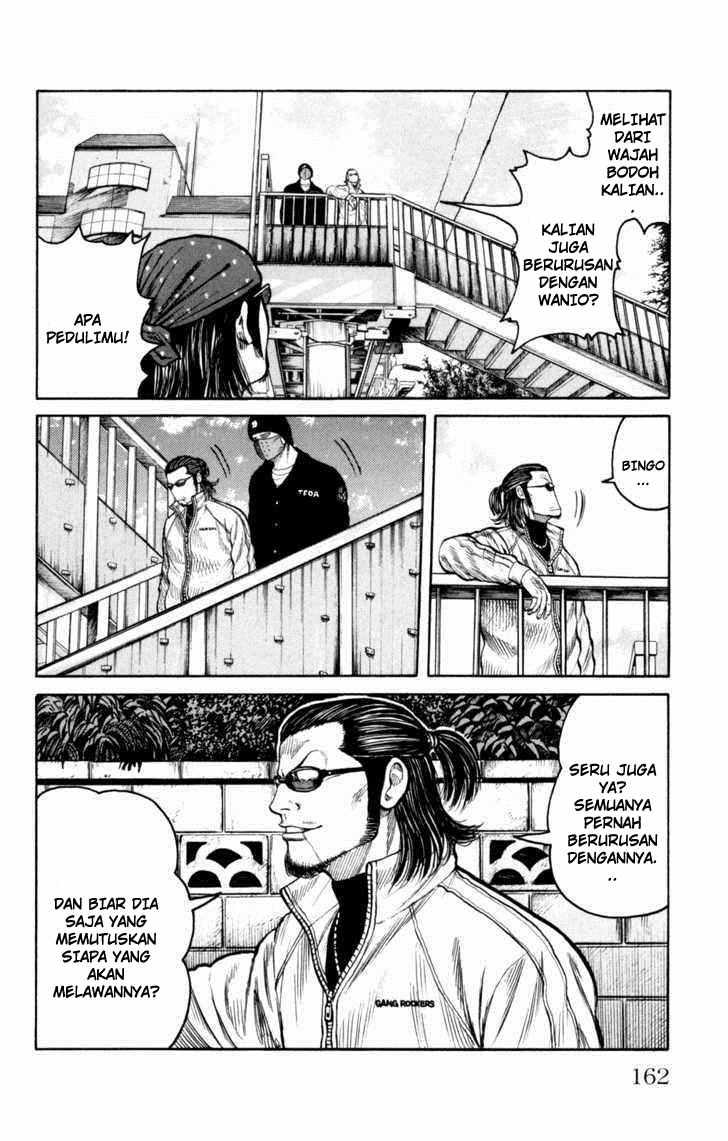 MELIHAT
DARI
WAJAH
BODOH
KALIAN..
KALIAN
JUGA
BERURUSAN
DENGAN
WANIO?
APA
PEDULIMU!
BINGO
...
TFOA
SERU JUGA
YA?
SEMUANYA
PERNAH
BERURUSAN
DENGANNYA.
..
DAN BIAR DIA
SAJA YANG
MEMUTUSKAN
SIAPA YANG
AKAN
MELAWANNYA?
GANG ROCKERS
162